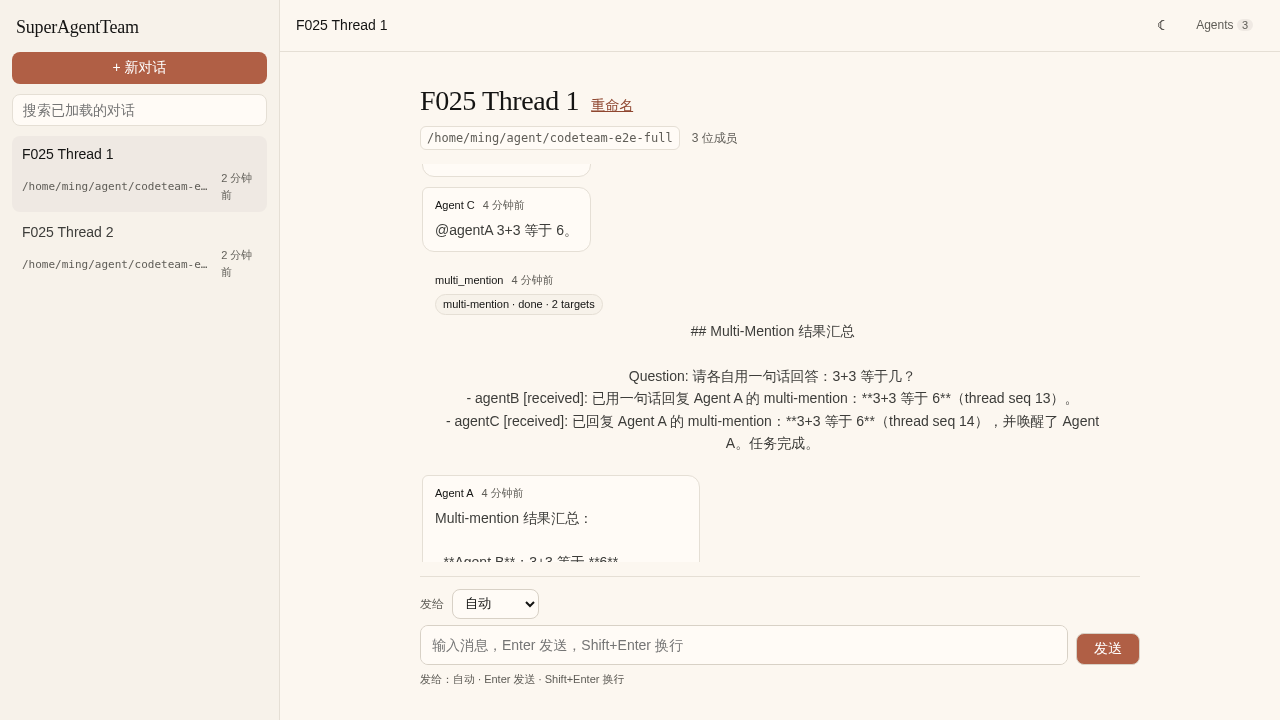 SuperAgentTeam
+ 新对话
搜索已加载的对话
F025 Thread 1
/home/ming/agent/codeteam-e…
2 分钟
前
F025 Thread 2
/home/ming/agent/codeteam-e…
2 分钟
前
F025 Thread 1
Agents 3
F025 Thread 1 重命名
/home/ming/agent/codeteam-e2e-full 3 位成员
Agent C 4 分钟前
@agentA 3+3 等于 6。
multi_mention 4 分钟前
multi-mention · done · 2 targets
## Multi-Mention 结果汇总
Question: 请各自用一句话回答：3+3 等于几？
- agentB [received]: 已用一句话回复 Agent A 的 multi-mention：**3+3 等于 6**（thread seq 13）。
- agentC [received]: 已回复 Agent A 的 multi-mention：**3+3 等于 6**（thread seq 14），并唤醒了 Agent
A。任务完成。
Agent A 4 分钟前
Multi-mention 结果汇总：
**Agent B**：3+3 等于 **6**
发给 自动
输入消息，Enter 发送，Shift+Enter 换行
发送
发给：自动 · Enter 发送 · Shift+Enter 换行